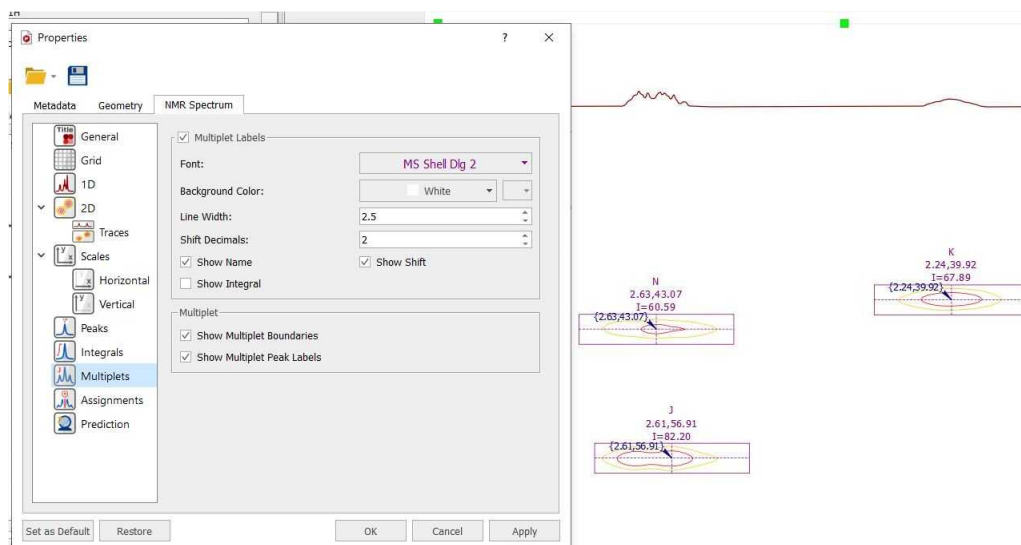 Properties
?
Metadata
Geometry
NMR Spectrum
General
Grid
1D
2D
Traces
Scales
Horizontal
Vertical
Peaks
Integrals
Multiplets
Assignments
Prediction
Multiplet Labels
Font:
MS Shell Dlg 2
Background Color:
White
Line Width:
2.5
Shift Decimals:
2
Show Name
Show Shift
Show Integral
Multiplet
Show Multiplet Boundaries
Show Multiplet Peak Labels
Set as Default
Restore
OK
Cancel
Apply
K
2.24,39.92
I=67.89
{2.24,39.92}
N
2.63,43.07
I=60.59
{2.63,43.07}
J
2.61,56.91
I=82.20
{2.61,56.91}